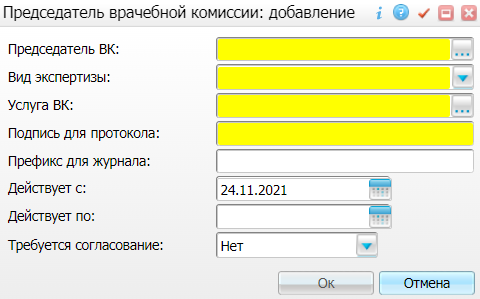 Председатель врачебной комиссии: добавление
Председатель ВК:
Вид экспертизы:
Услуга ВК:
Подпись для протокола:
Префикс для журнала:
Действует с: 24.11.2021
Действует по:
Требуется согласование: Нет
Ок Отмена